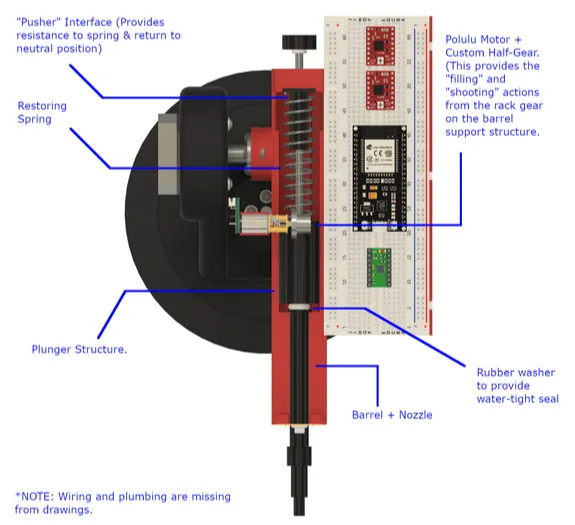 "Pusher" Interface (Provides
resistance to spring & return to
neutral position)
Restoring
Spring
Polulu Motor +
Custom Half-Gear.
(This provides the
"filling" and
"shooting" actions
from the rack gear
on the barrel
support structure.
Plunger Structure.
Rubber washer
to provide
water-tight seal
Barrel + Nozzle
*NOTE: Wiring and plumbing are missing
from drawings.